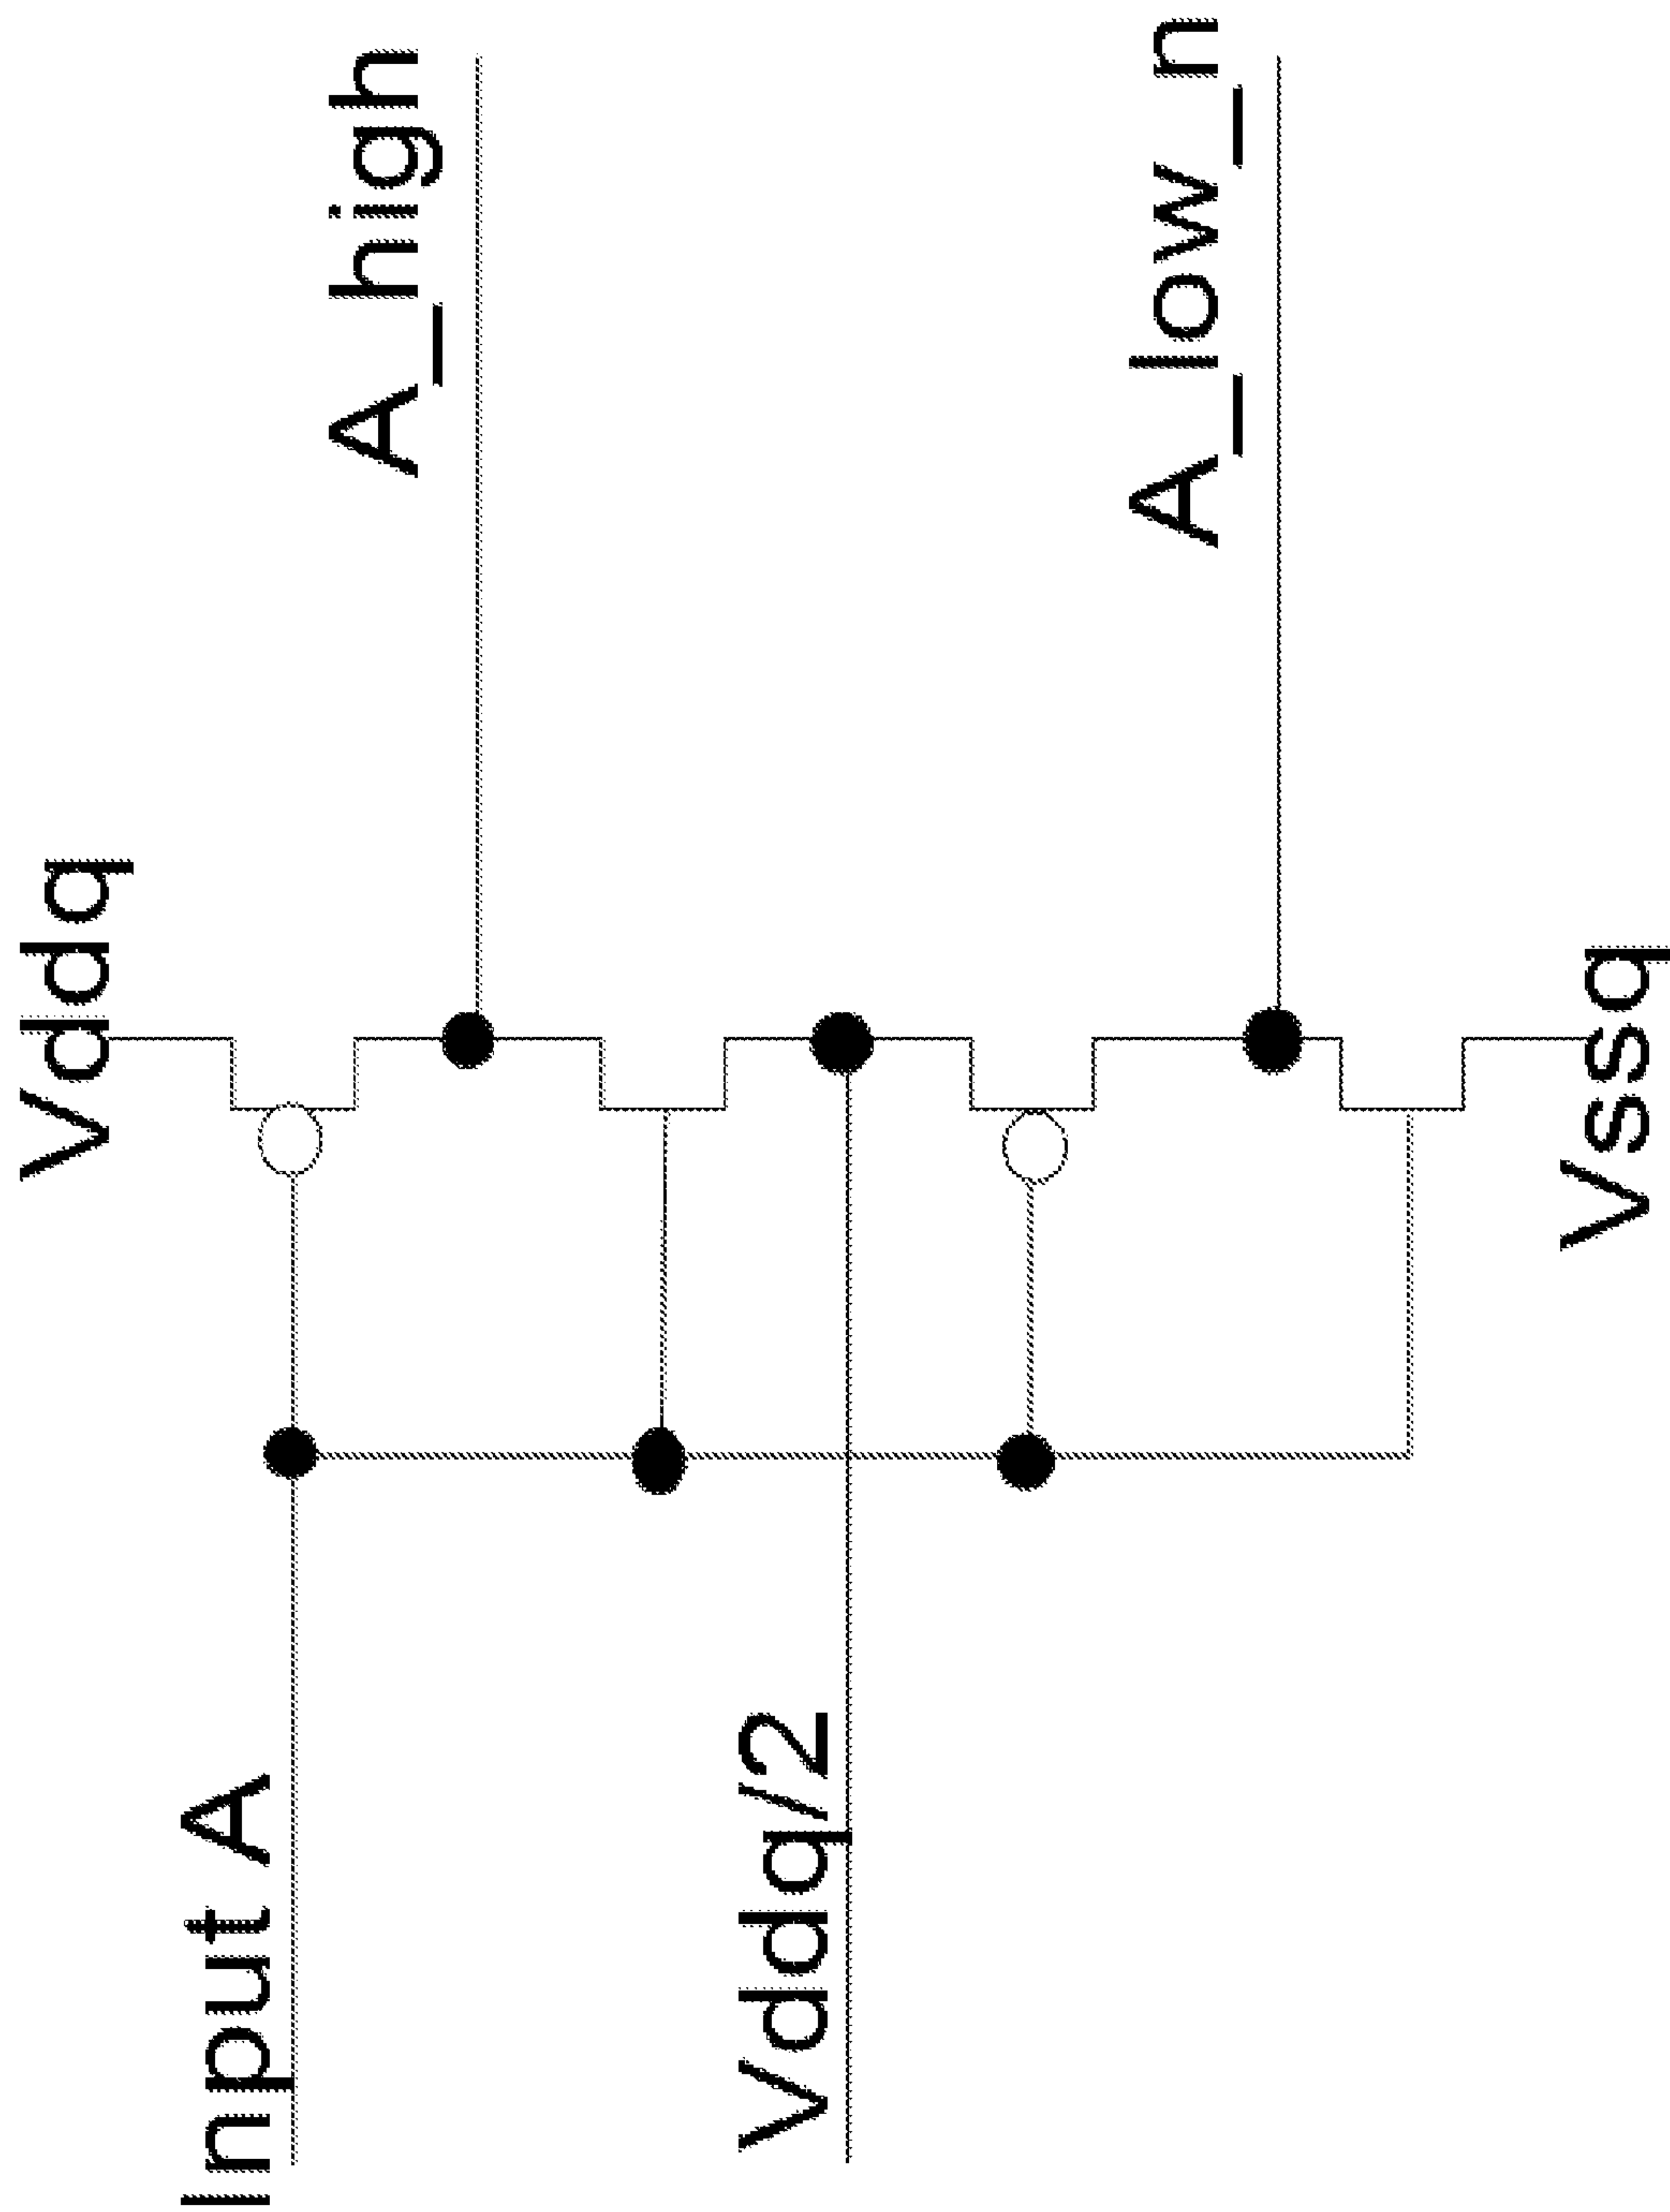 Vddq
Input A
A_high
Vddq/2
A_low_n
Vssq